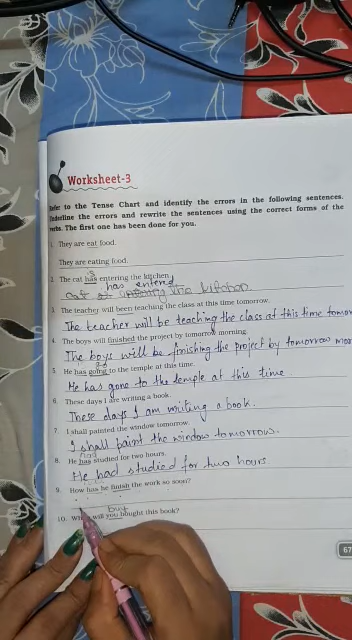 Worksheet-3
Refer to the Tense Chart and identify the errors in the following sentences.
Underline the errors and rewrite the sentences using the correct forms of the
verbs. The first one has been done for you.
1. They are eat food.
They are eating food.
2. The cat has entering the kitchen.
has entered
cat the kitchen
3. The teacher will been teaching the class at this time tomorrow.
The teacher will be teaching the class at this time tomorrow
4. The boys will finished the project by tomorrow morning.
The boys will be finishing the project by tomorrow mor
5. He has going to the temple at this time.
He has gone to the temple at this time.
6. These days I are writing a book.
These days I am writing a book.
7. I shall painted the window tomorrow.
I shall paint the window tomorrow.
8. He has studied for two hours.
He had studied for two hours
9. How has he finish the work so soon?
buy
10. will you bought this book?
67